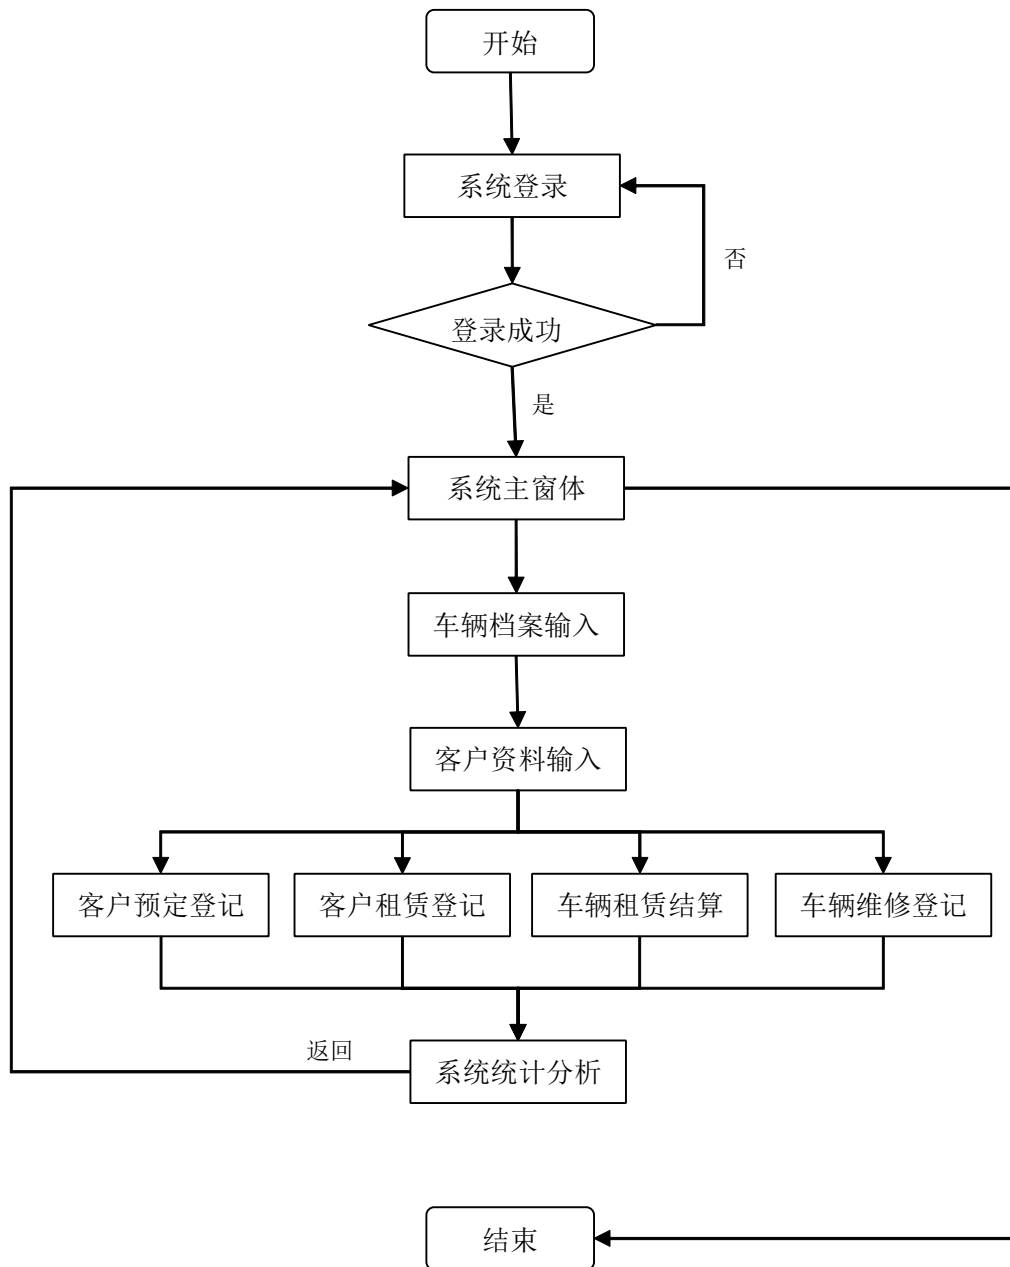 开始
系统登录
否
登录成功
是
系统主窗体
车辆档案输入
客户资料输入
客户预定登记
客户租赁登记
车辆租赁结算
车辆维修登记
返回
系统统计分析
结束